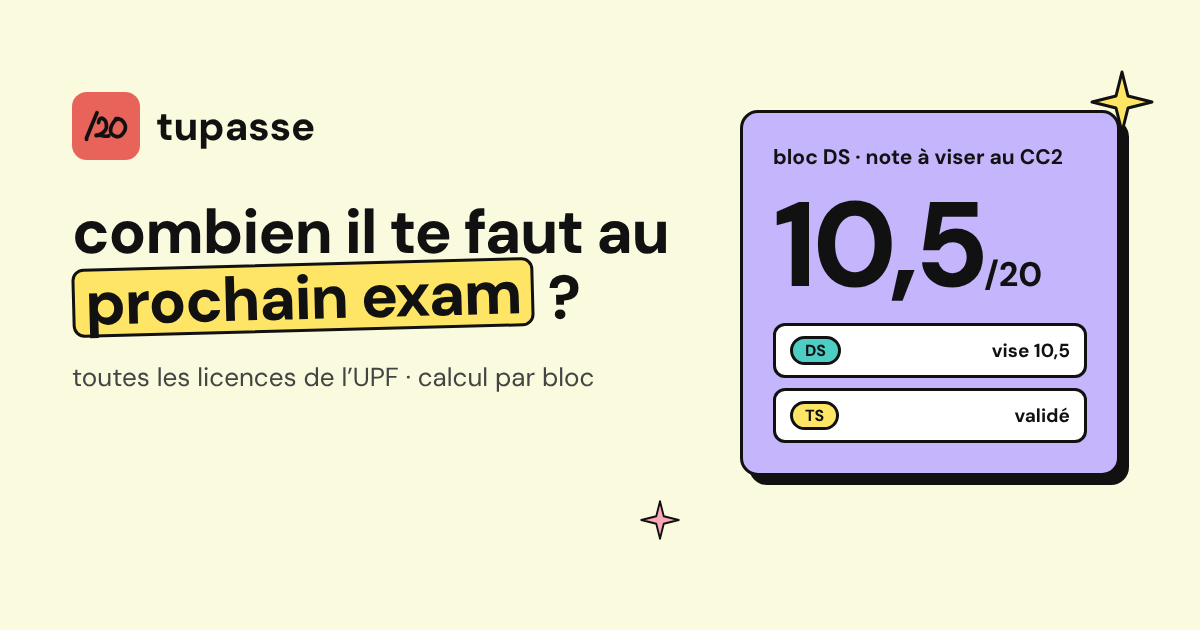 /20 tupasse
combien il te faut au
prochain exam ?
toutes les licences de l’UPF · calcul par bloc
bloc DS · note à viser au CC2
10,5/20
DS vise 10,5
TS validé